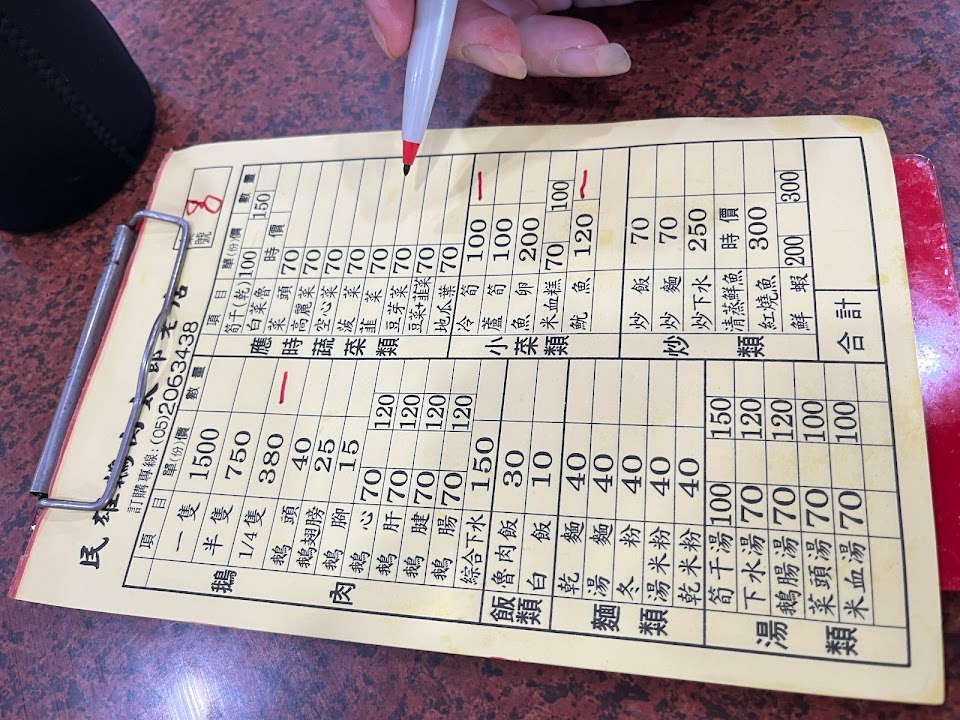 民雄鵝肉
訂購專線:(05)2063438
號 8
項目 單(份)價 數量
鵝肉
一隻 1500
半隻 750
1/4隻 380 一
鵝頭 40
鵝翅膀 25
鵝腳 15
鵝心 70 120
鵝肝 70 120
鵝腱 70 120
鵝腸 70 120
綜合下水 150
飯類
魯肉飯 30
白飯 10
麵類
乾麵 40
湯麵 40
冬粉 40
湯米粉 40
乾米粉 40
湯類
筍干湯 100 150
下水湯 70 120
鵝腸湯 70 120
菜頭湯 70 100
米血湯 70 100
項目 單(份)價 數量
應時蔬菜類
筍干(乾) 100 150
白菜魯 時價
菜頭 70
高麗菜 70
空心菜 70
菠菜 70
韮菜 70
豆芽菜 70
韮菜 70
地瓜葉 70
小菜類
冷筍 100 一
蘆筍 100
魚卵 200
米血糕 70 100
魷魚 120 一
炒類
炒飯 70
炒麵 70
炒下水 250
清蒸鮮魚 時價
紅燒魚 300
鮮蝦 200 300
合計